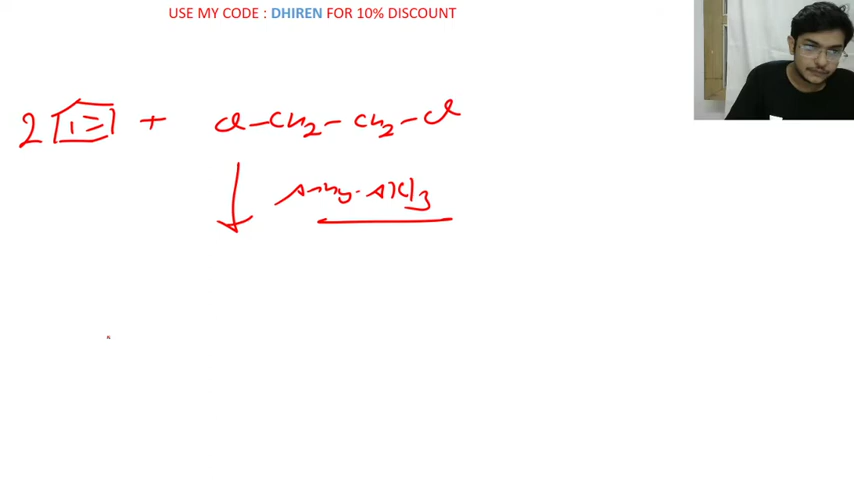 USE MY CODE : DHIREN FOR 10% DISCOUNT
2 + Cl-CH2-CH2-Cl
Anhy. AlCl3